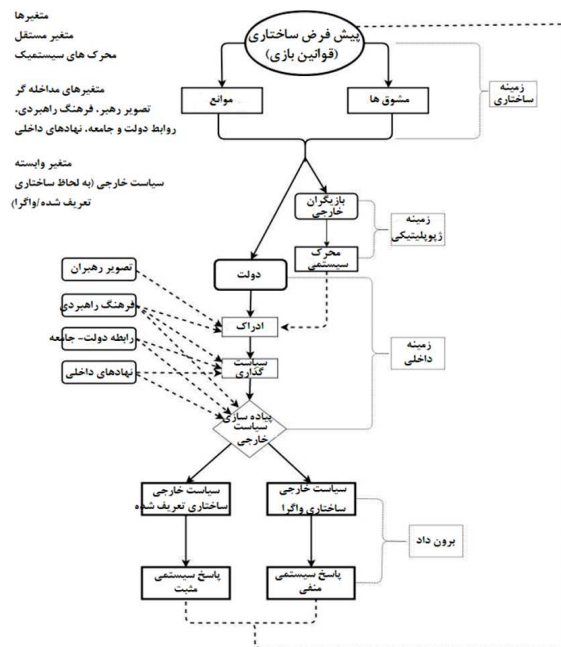 متغیرها
متغیر مستقل
محرک های سیستمیک
متغیرهای مداخله گر
تصویر رهبر، فرهنگ راهبردی،
روابط دولت و جامعه، نهادهای داخلی
متغیر وابسته
سیاست خارجی (به لحاظ ساختاری
تعریف شده/واگرا)
پیش فرض ساختاری
(قوانین بازی)
مشوق ها
موانع
زمینه
ساختاری
بازیگران
خارجی
محرک
سیستمی
زمینه
ژئوپلیتیکی
دولت
ادراک
سیاست
گذاری
پیاده سازی
سیاست
خارجی
تصویر رهبران
فرهنگ راهبردی
رابطه دولت- جامعه
نهادهای داخلی
زمینه
داخلی
سیاست خارجی
ساختاری واگرا
سیاست خارجی
ساختاری تعریف شده
پاسخ سیستمی
منفی
پاسخ سیستمی
مثبت
برون داد